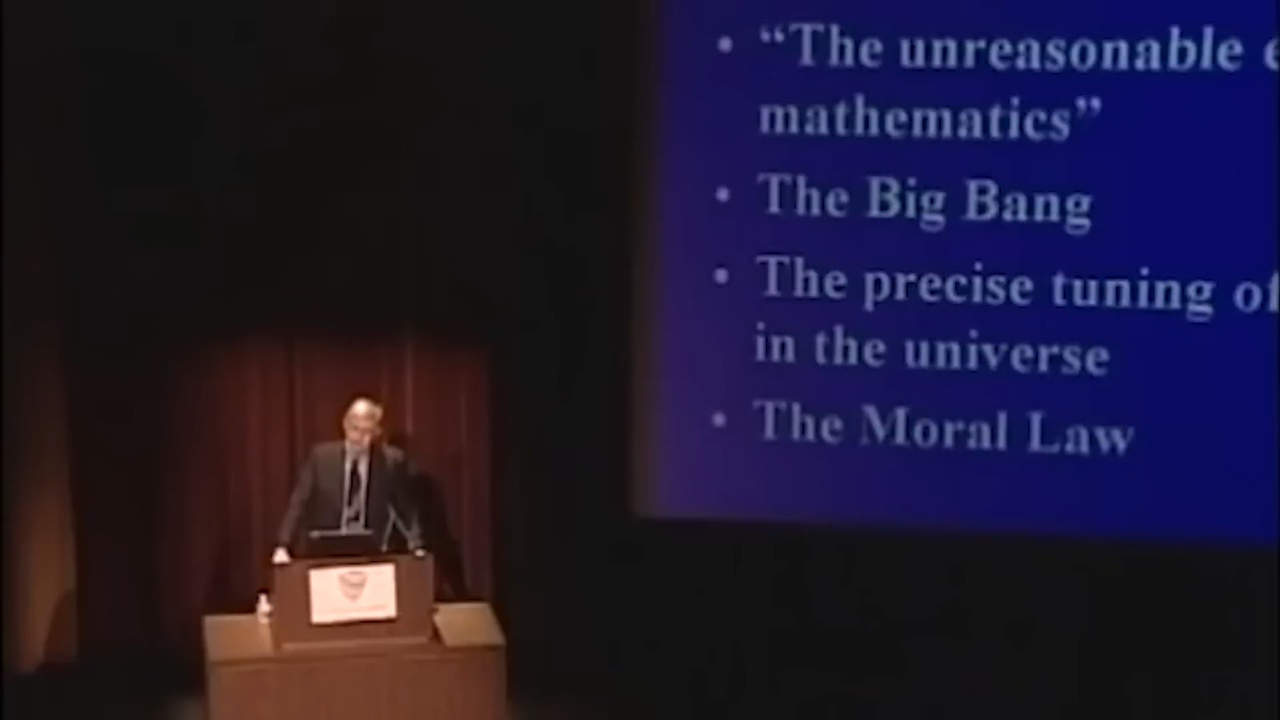 • “The unreasonable
mathematics”
• The Big Bang
• The precise tuning of
in the universe
• The Moral Law